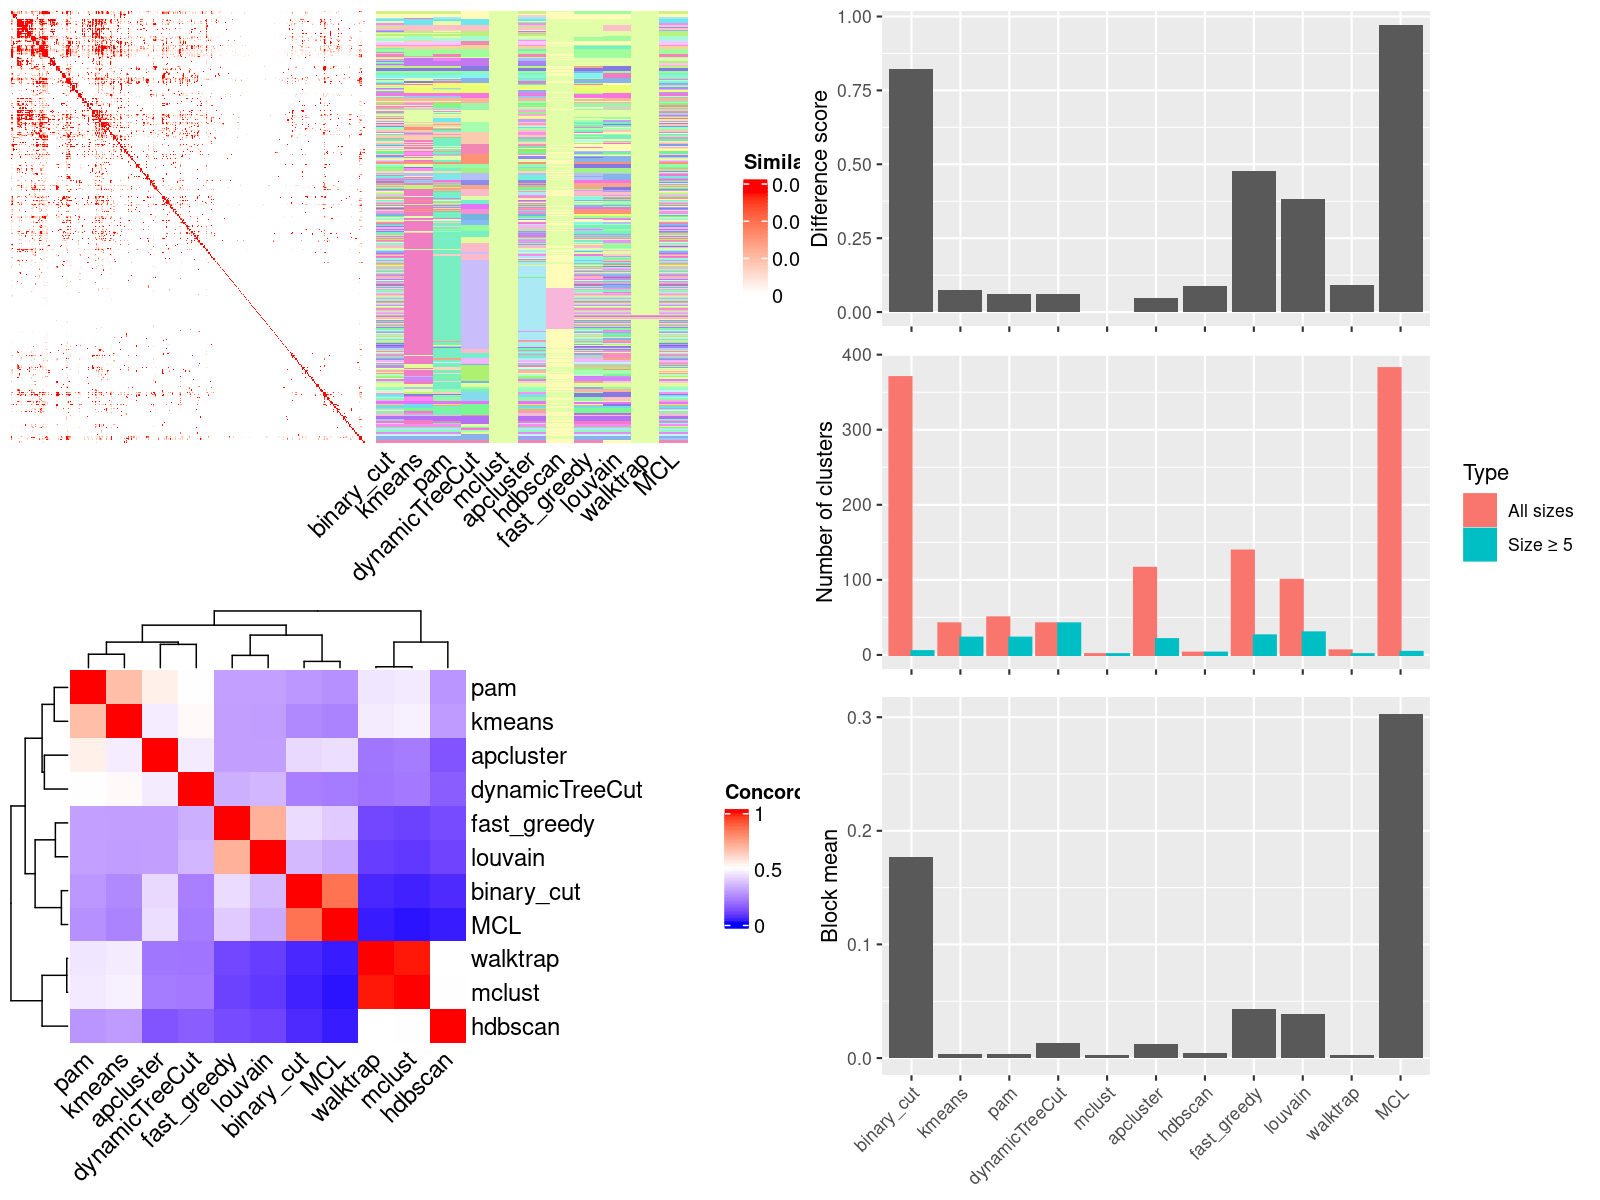 binary_cut
kmeans
pam
dynamicTreeCut
mclust
apcluster
hdbscan
fast_greedy
louvain
walktrap
MCL
Simila
0.0
0.0
0.0
0
pam
kmeans
apcluster
dynamicTreeCut
fast_greedy
louvain
binary_cut
MCL
walktrap
mclust
hdbscan
pam
kmeans
apcluster
dynamicTreeCut
fast_greedy
louvain
binary_cut
MCL
walktrap
mclust
hdbscan
Concord
1
0.5
0
Difference score
1.00
0.75
0.50
0.25
0.00
Number of clusters
400
300
200
100
0
Type
All sizes
Size ≥ 5
Block mean
0.3
0.2
0.1
0.0
binary_cut
kmeans
pam
dynamicTreeCut
mclust
apcluster
hdbscan
fast_greedy
louvain
walktrap
MCL